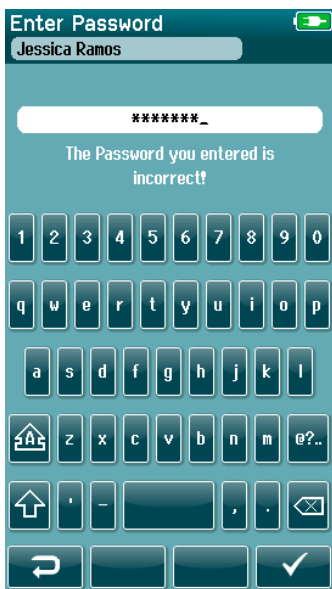 Enter Password
Jessica Ramos
*******_
The Password you entered is
incorrect!
1 2 3 4 5 6 7 8 9 0
q w e r t y u i o p
a s d f g h j k l
A z x c v b n m @?..
' - , .